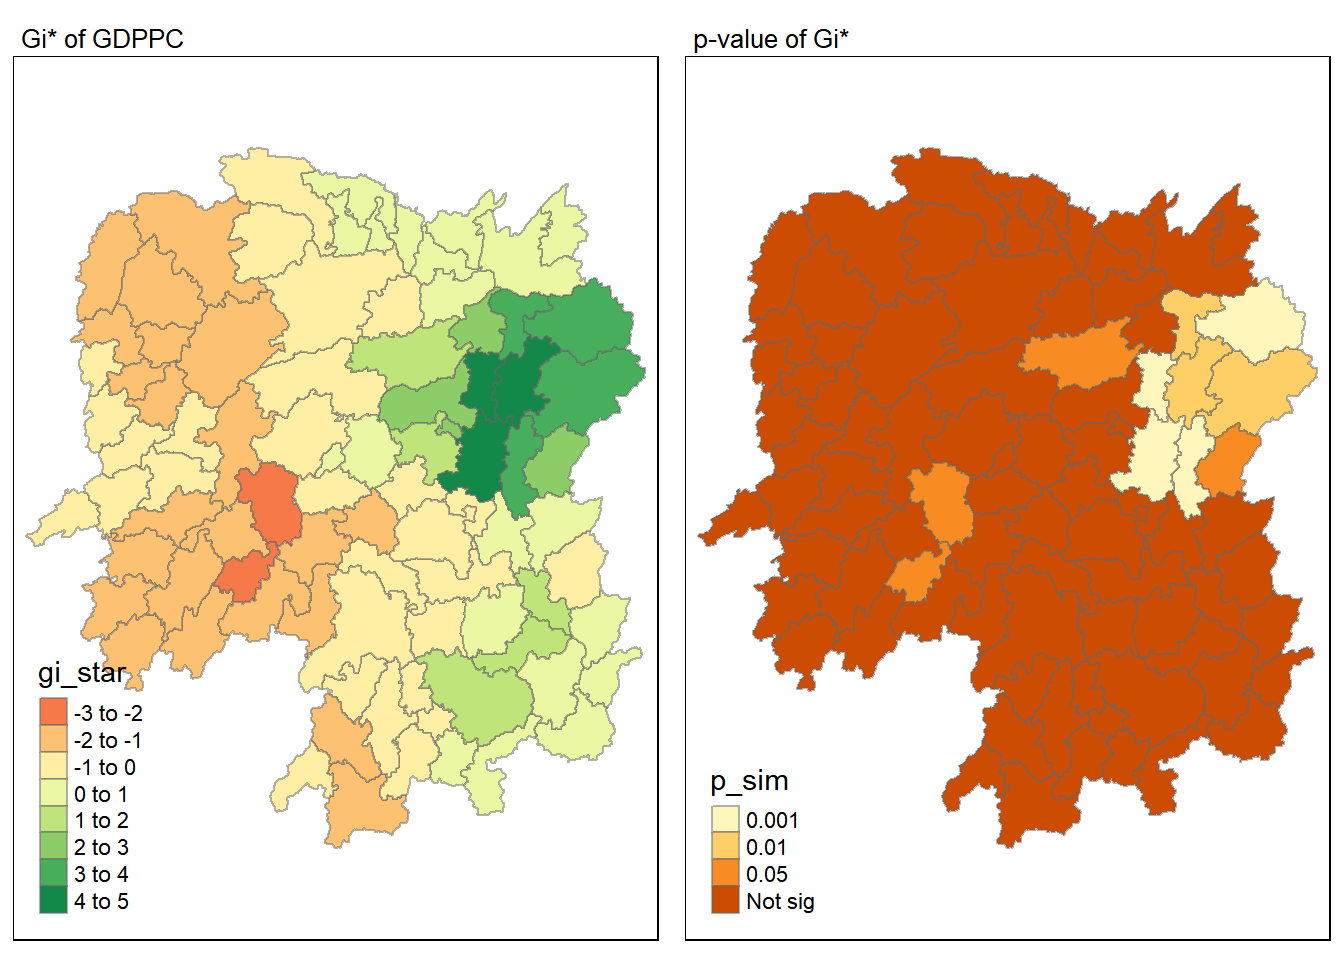 Gi* of GDPPC
gi_star
-3 to -2
-2 to -1
-1 to 0
0 to 1
1 to 2
2 to 3
3 to 4
4 to 5
p-value of Gi*
p_sim
0.001
0.01
0.05
Not sig